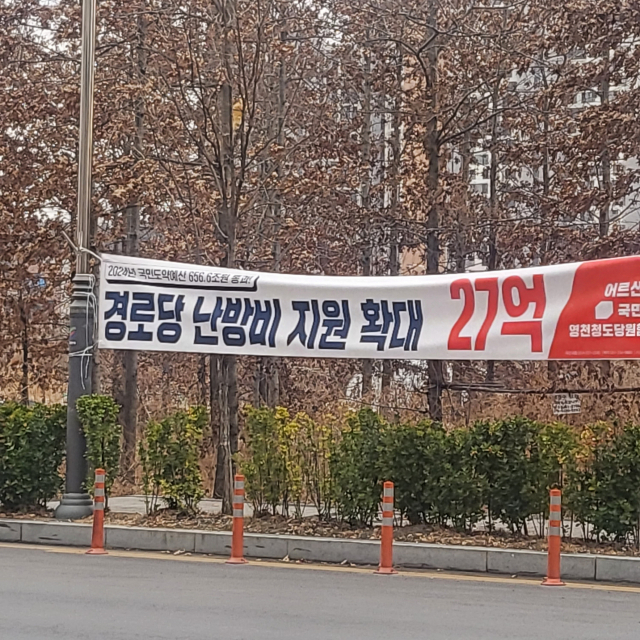 2024년 국민도약예산 656.6조원 통과!
경로당 난방비 지원 확대 27억
어르신
국민
영천청도당원